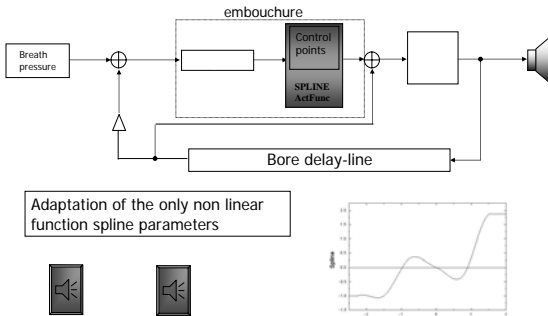 embouchure
Breath
pressure
Control
points
SPLINE
ActFunc
Bore delay-line
Adaptation of the only non linear
function spline parameters
Spline